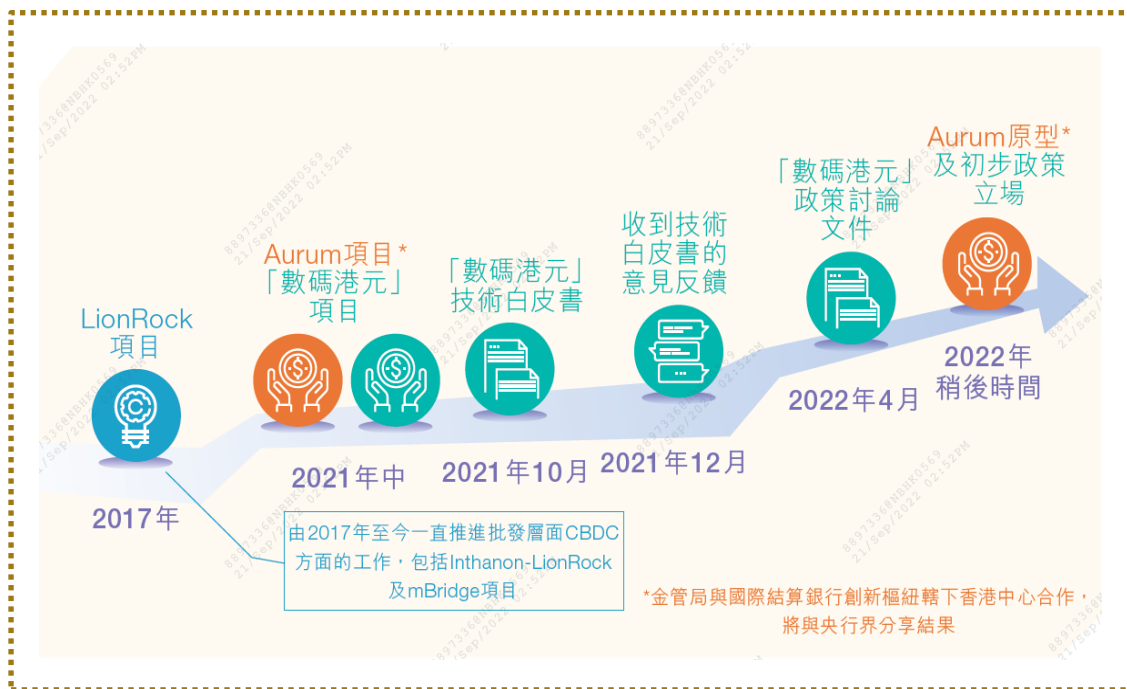 LionRock
項目
2017年
Aurum項目*
「數碼港元」
項目
2021年中
「數碼港元」
技術白皮書
2021年10月
收到技術
白皮書的
意見反饋
2021年12月
「數碼港元」
政策討論
文件
2022年4月
Aurum原型*
及初步政策
立場
2022年
稍後時間
由2017年至今一直推進批發層面CBDC
方面的工作，包括Inthanon-LionRock
及mBridge項目
*金管局與國際結算銀行創新樞紐轄下香港中心合作，
將與央行界分享結果
88973360NBHK0569
21/Sep/2022 02:52PM